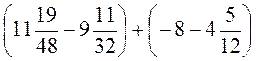 (11 19/48 − 9 11/32) + (−8 − 4 5/12)